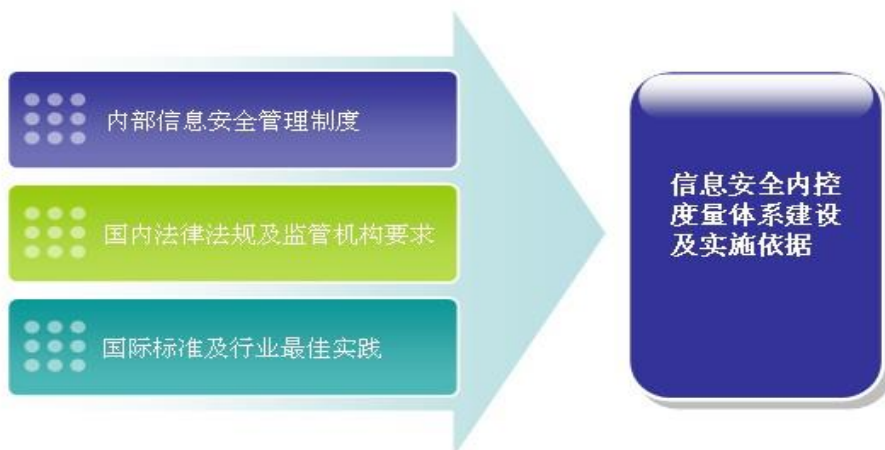 内部信息安全管理制度
国内法律法规及监管机构要求
国际标准及行业最佳实践
信息安全内控
度量体系建设
及实施依据